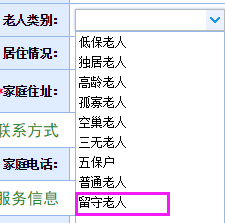 老人类别:
低保老人
居住情况:
独居老人
高龄老人
*家庭住址:
孤寡老人
空巢老人
联系方式
三无老人
家庭电话:
五保户
普通老人
服务信息
留守老人